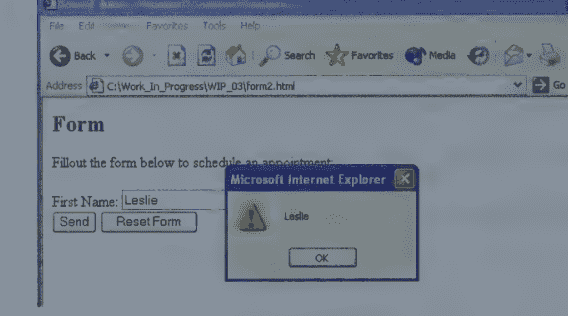 File Edit Favorites Tools Help
Back Search Favorites Media
Address C:\Work_In_Progress\WIP_03\form2.html Go
Form
Fillout the form below to schedule an appointment:
Microsoft Internet Explorer
First Name: Leslie
Leslie
Send Reset Form
OK